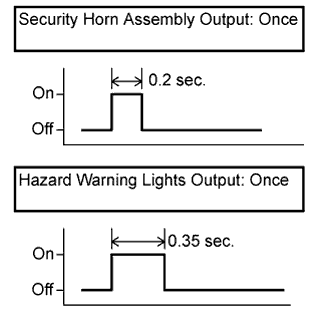 Security Horn Assembly Output: Once
0.2 sec.
On
Off
Hazard Warning Lights Output: Once
0.35 sec.
On
Off